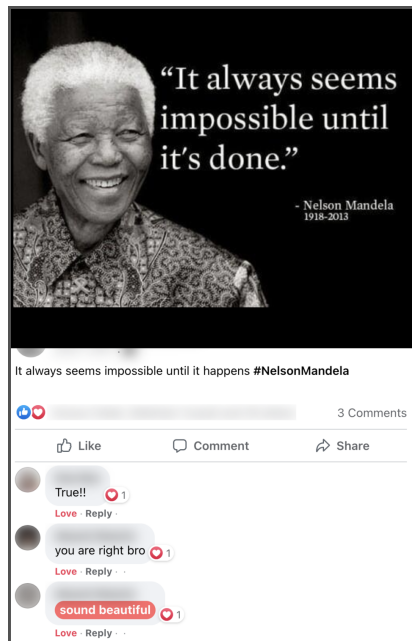 “It always seems
impossible until
it's done.”
- Nelson Mandela
1918-2013
It always seems impossible until it happens #NelsonMandela
3 Comments
Like Comment Share
True!! 1
Love · Reply ·
you are right bro 1
Love · Reply · ·
sound beautiful 1
Love · Reply · ·